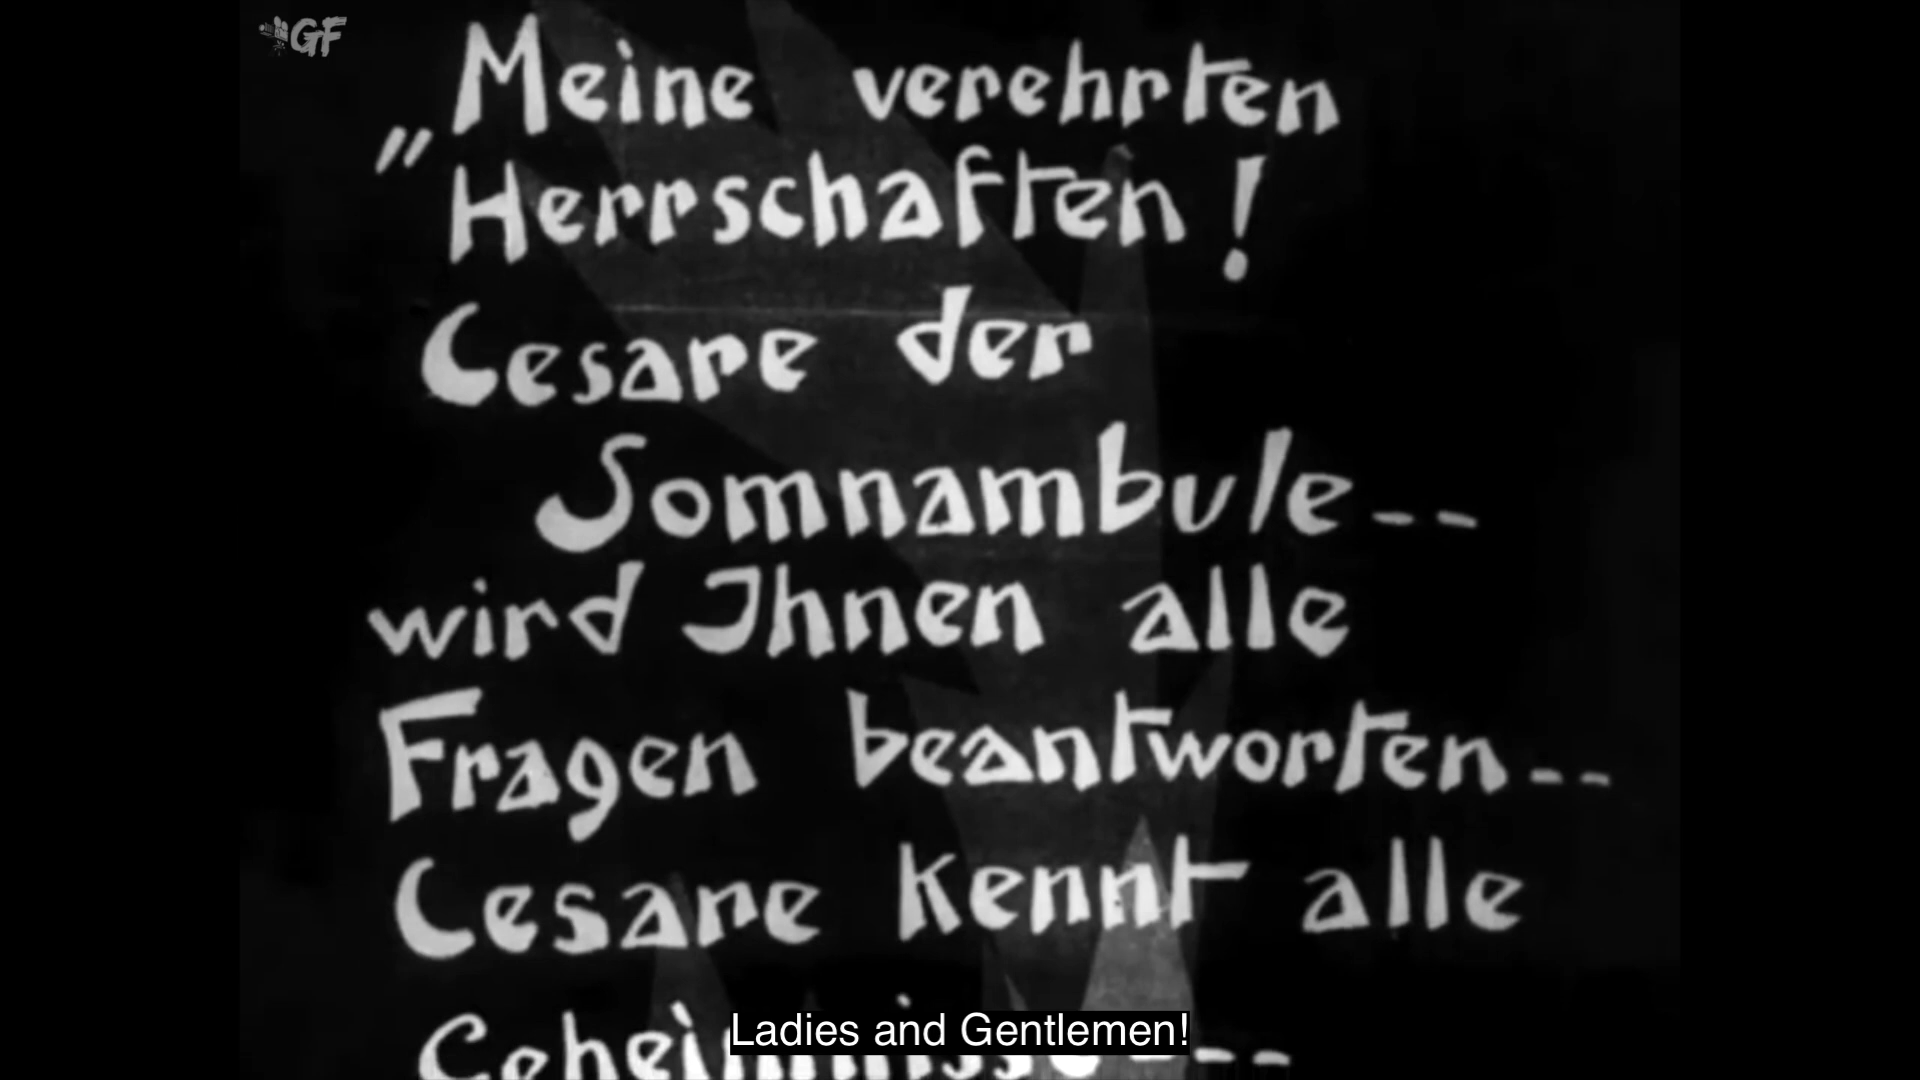 GF
„Meine verehrten
Herrschaften!
Cesare der
Somnambule--
wird Ihnen alle
Fragen beantworten--
Cesare kennt alle
Ladies and Gentlemen!